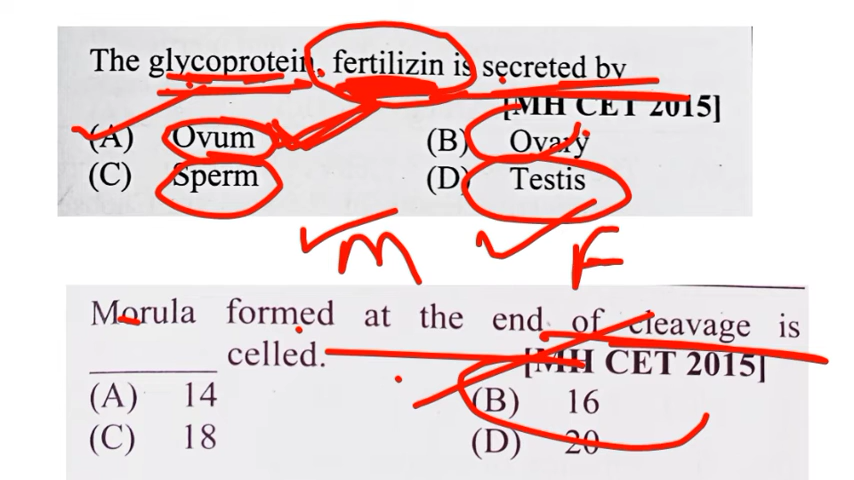 The glycoprotein, fertilizin is secreted by
[MH CET 2015]
(A) Ovum (B) Ovary
(C) Sperm (D) Testis
M F
Morula formed at the end of cleavage is
________ celled. [MH CET 2015]
(A) 14 (B) 16
(C) 18 (D) 20